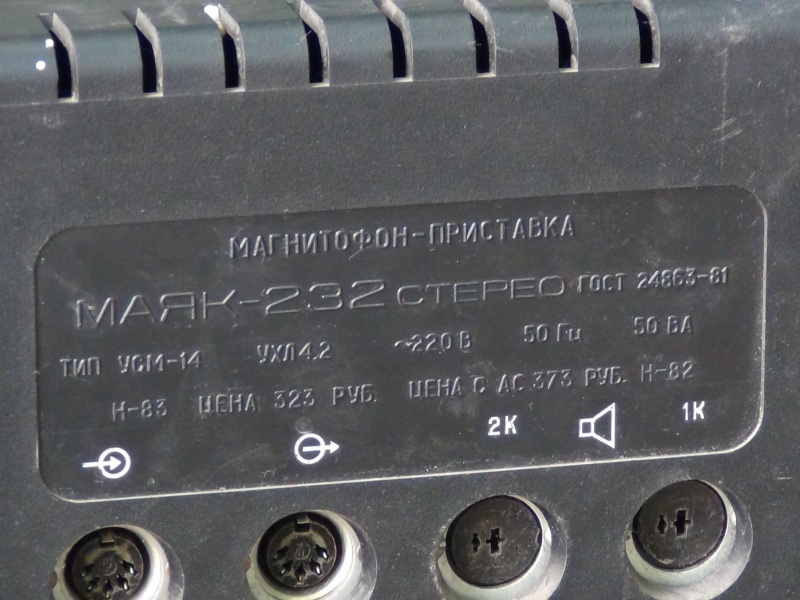 МАГНИТОФОН-ПРИСТАВКА
МАЯК-232 СТЕРЕО ГОСТ 24863-81
ТИП УСМ-14 УХЛ4.2 ~220 В 50 Гц 50 ВА
Н-83 ЦЕНА 323 РУБ. ЦЕНА С АС 373 РУБ. Н-82
2К 1К